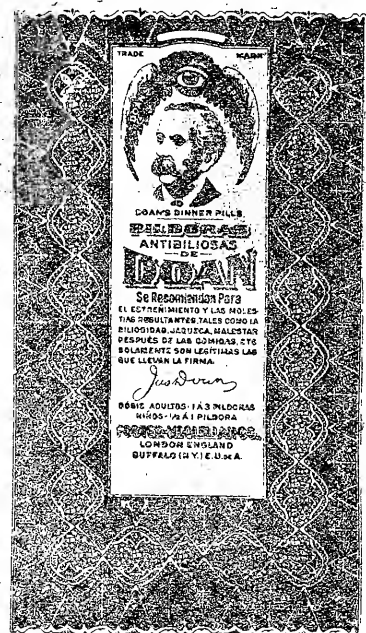 TRADE MARK
DOAN'S DINNER PILLS
PILDORAS
ANTIBILIOSAS
DE
DOAN
Se Recomiendan Para
EL ESTREÑIMIENTO Y LAS MOLES-
TIAS RESULTANTES, TALES COMO LA
BILIOSIDAD, JAQUECA, MALESTAR
DESPUÉS DE LAS COMIDAS, ETC
SOLAMENTE SON LEGÍTIMAS LAS
QUE LLEVAN LA FIRMA.
Jas Doan
DOSIS ADULTOS · 1 Á 3 PILDORAS
NIÑOS · ½ Á 1 PILDORA
LONDON ENGLAND
BUFFALO (N.Y.) E.U. de A.